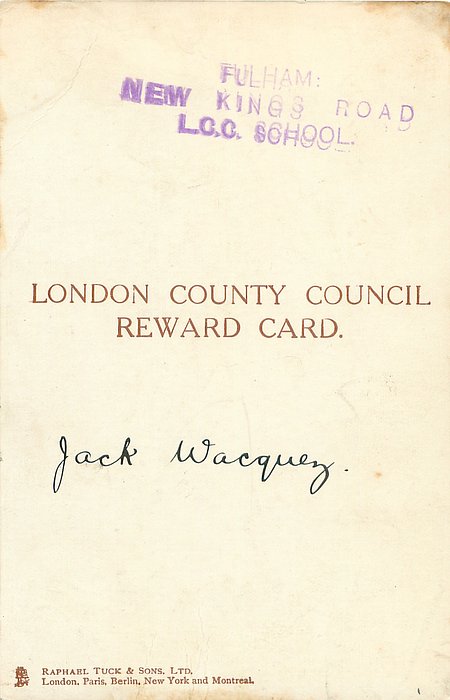 FULHAM:
NEW KINGS ROAD
L.C.C. SCHOOL.
LONDON COUNTY COUNCIL
REWARD CARD.
Jack Wacquez.
RAPHAEL TUCK & SONS, LTD.
London, Paris, Berlin, New York and Montreal.